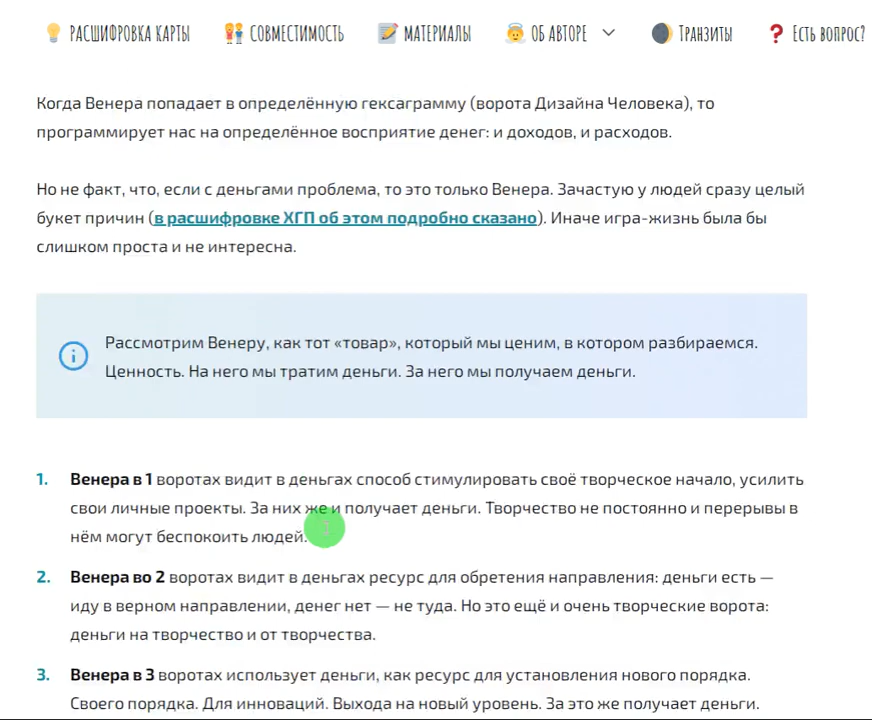 РАСШИФРОВКА КАРТЫ СОВМЕСТИМОСТЬ МАТЕРИАЛЫ ОБ АВТОРЕ ТРАНЗИТЫ ЕСТЬ ВОПРОС?
Когда Венера попадает в определённую гексаграмму (ворота Дизайна Человека), то
программирует нас на определённое восприятие денег: и доходов, и расходов.
Но не факт, что, если с деньгами проблема, то это только Венера. Зачастую у людей сразу целый
букет причин (в расшифровке ХГП об этом подробно сказано). Иначе игра-жизнь была бы
слишком проста и не интересна.
Рассмотрим Венеру, как тот «товар», который мы ценим, в котором разбираемся.
Ценность. На него мы тратим деньги. За него мы получаем деньги.
1. Венера в 1 воротах видит в деньгах способ стимулировать своё творческое начало, усилить
свои личные проекты. За них же и получает деньги. Творчество не постоянно и перерывы в
нём могут беспокоить людей.
2. Венера во 2 воротах видит в деньгах ресурс для обретения направления: деньги есть —
иду в верном направлении, денег нет — не туда. Но это ещё и очень творческие ворота:
деньги на творчество и от творчества.
3. Венера в 3 воротах использует деньги, как ресурс для установления нового порядка.
Своего порядка. Для инноваций. Выхода на новый уровень. За это же получает деньги.